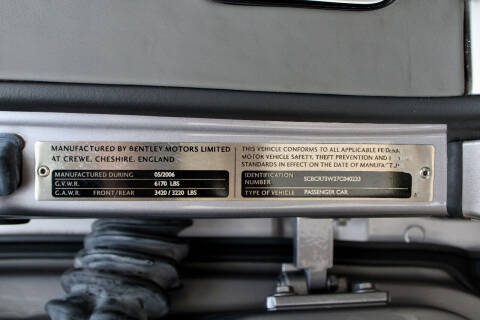 MANUFACTURED BY BENTLEY MOTORS LIMITED
AT CREWE, CHESHIRE, ENGLAND
MANUFACTURED DURING 05/2006
G.V.W.R. 6170 LBS
G.A.W.R. FRONT/REAR 3420 / 3230 LBS
THIS VEHICLE CONFORMS TO ALL APPLICABLE
MOTOR VEHICLE SAFETY, THEFT PREVENTION AND
STANDARDS IN EFFECT ON THE DATE OF
IDENTIFICATION
NUMBER SCBCR73W27C040233
TYPE OF VEHICLE PASSENGER CAR